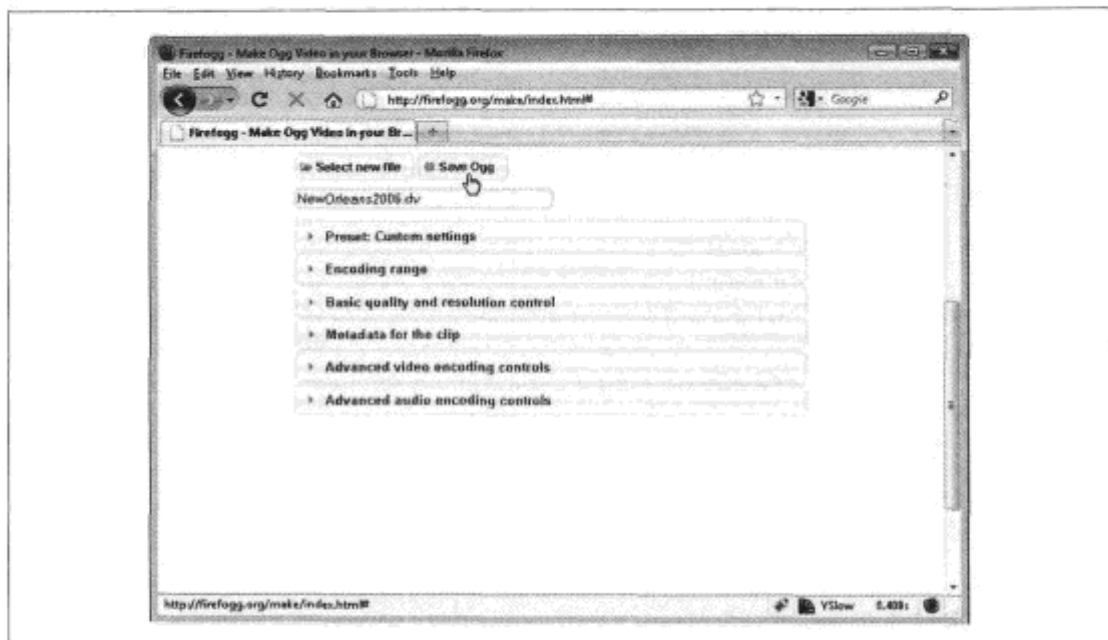 Firefogg - Make Ogg Video in your Browser - Mozilla Firefox
File Edit View History Bookmarks Tools Help
http://firefogg.org/make/index.html# Google
Firefogg - Make Ogg Video in your Br...
Select new file Save Ogg
NewOrleans2006.dv
Preset: Custom settings
Encoding range
Basic quality and resolution control
Metadata for the clip
Advanced video encoding controls
Advanced audio encoding controls
http://firefogg.org/make/index.html# YSlow 0.408s